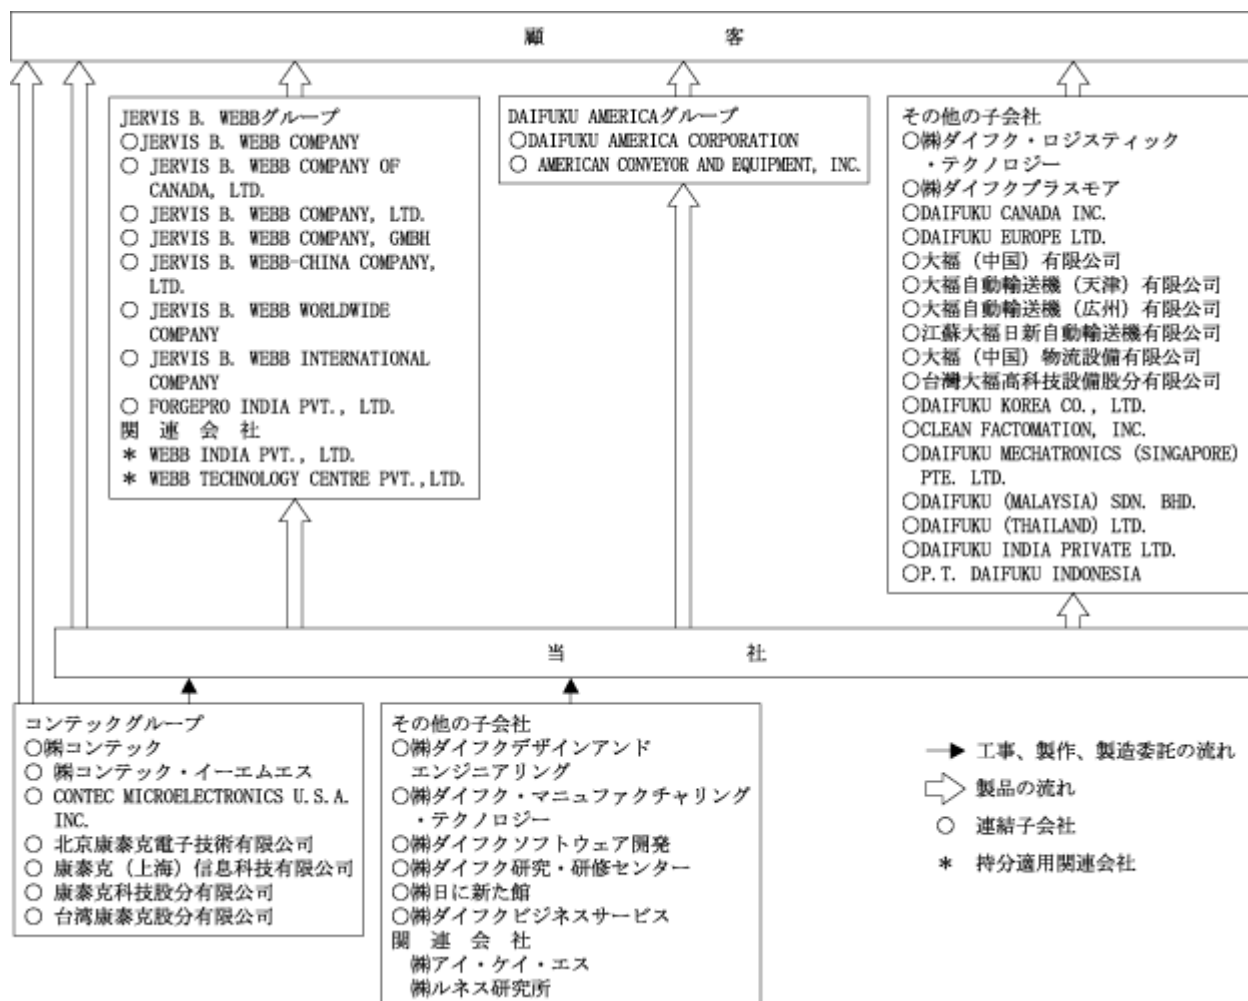 顧 客
JERVIS B. WEBBグループ
○JERVIS B. WEBB COMPANY
○ JERVIS B. WEBB COMPANY OF
CANADA, LTD.
○ JERVIS B. WEBB COMPANY, LTD.
○ JERVIS B. WEBB COMPANY, GMBH
○ JERVIS B. WEBB-CHINA COMPANY,
LTD.
○ JERVIS B. WEBB WORLDWIDE
COMPANY
○ JERVIS B. WEBB INTERNATIONAL
COMPANY
○ FORGEPRO INDIA PVT., LTD.
関 連 会 社
* WEBB INDIA PVT., LTD.
* WEBB TECHNOLOGY CENTRE PVT.,LTD.
DAIFUKU AMERICAグループ
○DAIFUKU AMERICA CORPORATION
○ AMERICAN CONVEYOR AND EQUIPMENT, INC.
その他の子会社
○㈱ダイフク・ロジスティック
・テクノロジー
○㈱ダイフクプラスモア
○DAIFUKU CANADA INC.
○DAIFUKU EUROPE LTD.
○大福（中国）有限公司
○大福自動輸送機（天津）有限公司
○大福自動輸送機（広州）有限公司
○江蘇大福日新自動輸送機有限公司
○大福（中国）物流設備有限公司
○台灣大福高科技設備股分有限公司
○DAIFUKU KOREA CO., LTD.
○CLEAN FACTOMATION, INC.
○DAIFUKU MECHATRONICS (SINGAPORE)
PTE. LTD.
○DAIFUKU (MALAYSIA) SDN. BHD.
○DAIFUKU (THAILAND) LTD.
○DAIFUKU INDIA PRIVATE LTD.
○P.T. DAIFUKU INDONESIA
当 社
コンテックグループ
○㈱コンテック
○ ㈱コンテック・イーエムエス
○ CONTEC MICROELECTRONICS U.S.A.
INC.
○ 北京康泰克電子技術有限公司
○ 康泰克（上海）信息科技有限公司
○ 康泰克科技股分有限公司
○ 台湾康泰克股分有限公司
その他の子会社
○㈱ダイフクデザインアンド
エンジニアリング
○㈱ダイフク・マニュファクチャリング
・テクノロジー
○㈱ダイフクソフトウェア開発
○㈱ダイフク研究・研修センター
○㈱日に新た館
○㈱ダイフクビジネスサービス
関 連 会 社
㈱アイ・ケイ・エス
㈱ルネス研究所
工事、製作、製造委託の流れ
製品の流れ
○ 連結子会社
* 持分適用関連会社